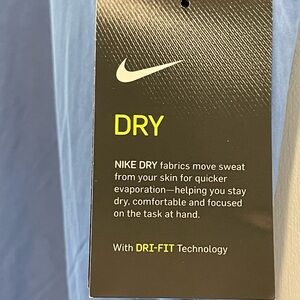 DRY
NIKE DRY fabrics move sweat
from your skin for quicker
evaporation—helping you stay
dry, comfortable and focused
on the task at hand.
With DRI-FIT Technology